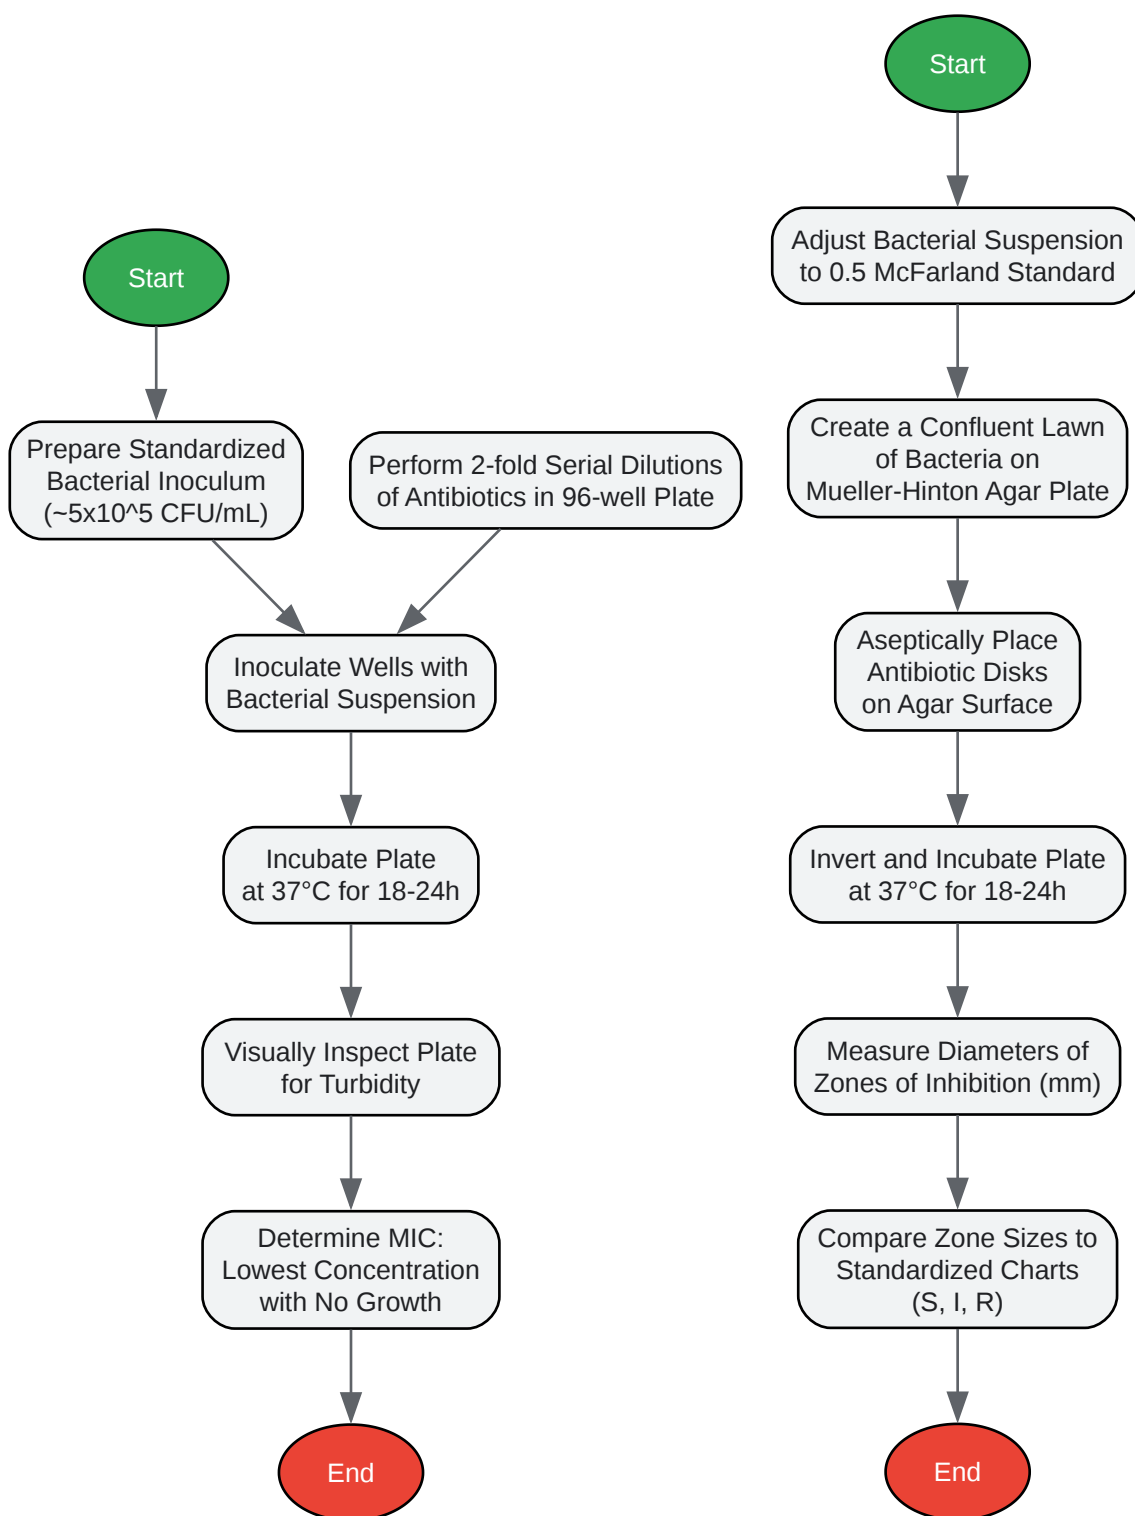 Start
Prepare Standardized
Bacterial Inoculum
(~5x10^5 CFU/mL)
Perform 2-fold Serial Dilutions
of Antibiotics in 96-well Plate
Inoculate Wells with
Bacterial Suspension
Incubate Plate
at 37°C for 18-24h
Visually Inspect Plate
for Turbidity
Determine MIC:
Lowest Concentration
with No Growth
End
Start
Adjust Bacterial Suspension
to 0.5 McFarland Standard
Create a Confluent Lawn
of Bacteria on
Mueller-Hinton Agar Plate
Aseptically Place
Antibiotic Disks
on Agar Surface
Invert and Incubate Plate
at 37°C for 18-24h
Measure Diameters of
Zones of Inhibition (mm)
Compare Zone Sizes to
Standardized Charts
(S, I, R)
End